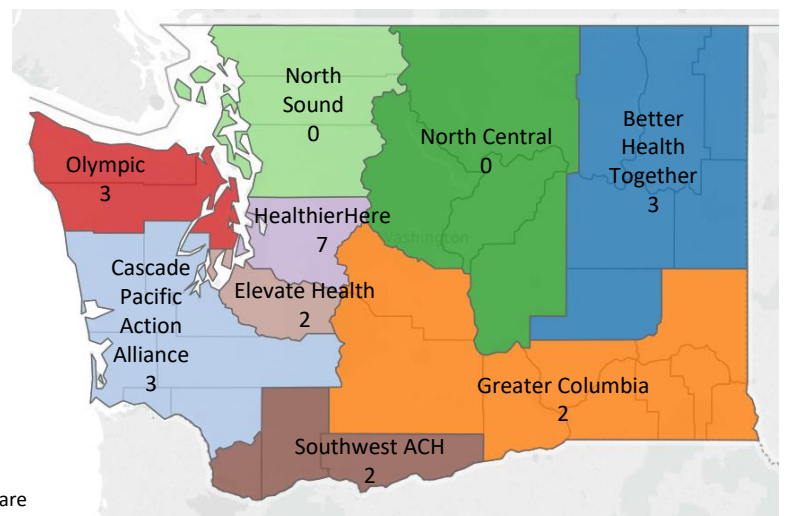 North
Sound
0
North Central
0
Better
Health
Together
3
Olympic
3
HealthierHere
7
Washington
Cascade
Pacific
Action
Alliance
3
Elevate Health
2
Greater Columbia
2
Southwest ACH
2
are